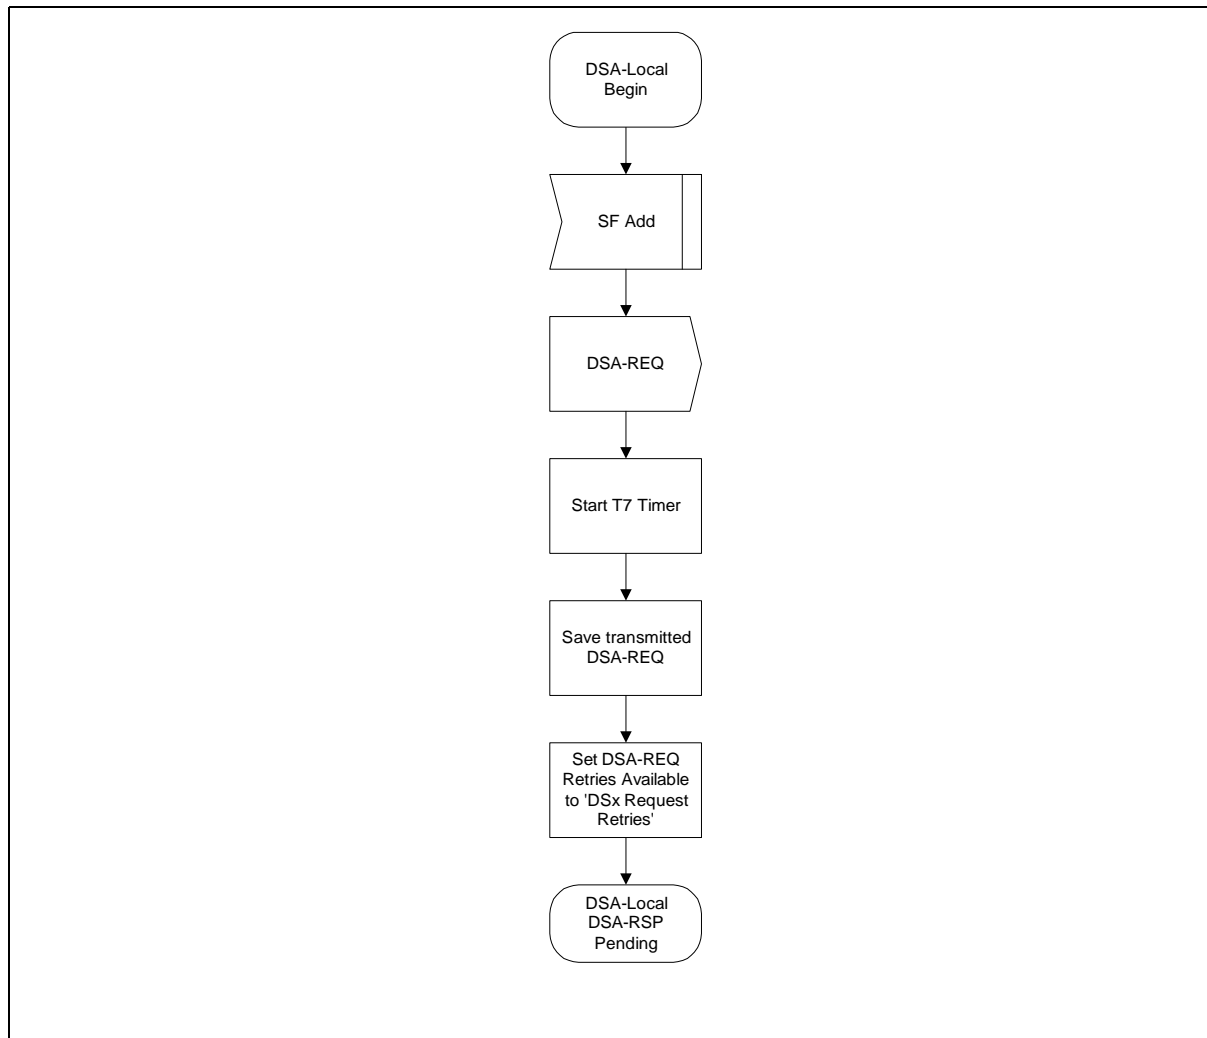 DSA-Local
Begin
SF Add
DSA-REQ
Start T7 Timer
Save transmitted
DSA-REQ
Set DSA-REQ
Retries Available
to 'DSx Request
Retries'
DSA-Local
DSA-RSP
Pending